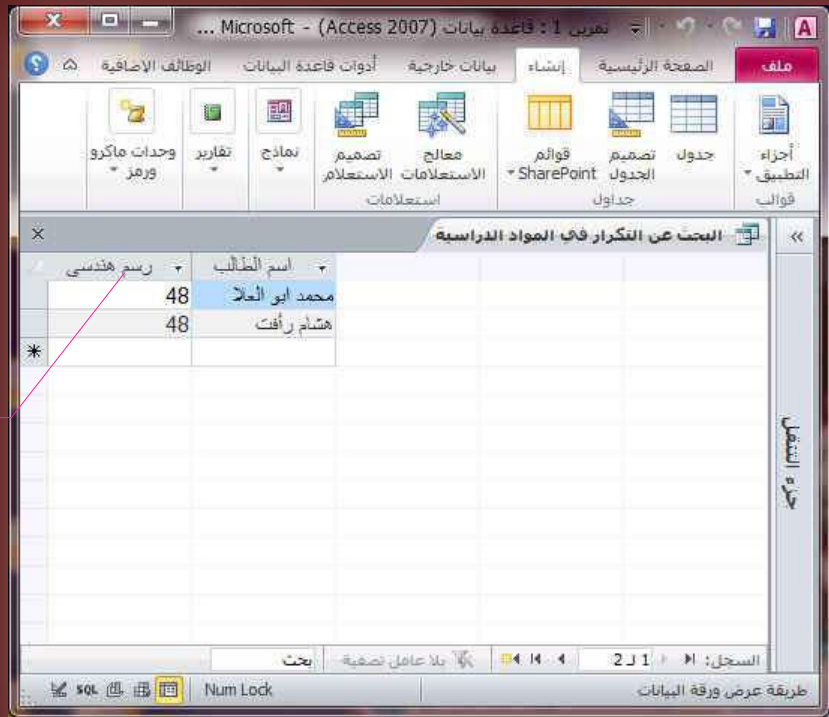 تمرين 1 : قاعدة بيانات (Access 2007) - Microsoft ...
ملف الصفحة الرئيسية إنشاء بيانات خارجية أدوات قاعدة البيانات الوظائف الإضافية
أجزاء التطبيق
جدول
تصميم الجدول
قوائم SharePoint
معالج الاستعلامات
تصميم الاستعلام
نماذج
تقارير
وحدات ماكرو ورمز
قوالب جداول استعلامات
البحث عن التكرار في المواد الدراسية
اسم الطالب رسم هندسى
محمد ابو العلا 48
هشام رأفت 48
جزء التنقل
السجل: 1 لـ 2 بلا عامل تصفية بحث
طريقة عرض ورقة البيانات Num Lock SQL